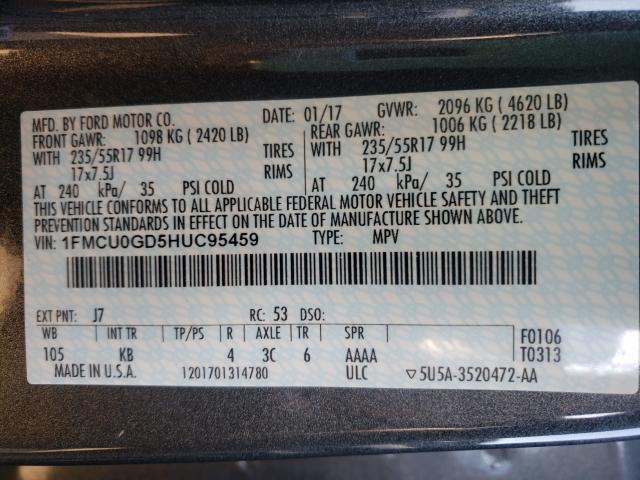 MFD. BY FORD MOTOR CO. DATE: 01/17 GVWR: 2096 KG ( 4620 LB)
FRONT GAWR: 1098 KG ( 2420 LB) REAR GAWR: 1006 KG ( 2218 LB)
WITH 235/55R17 99H TIRES WITH 235/55R17 99H TIRES
17x7.5J RIMS 17x7.5J RIMS
AT 240 kPa/ 35 PSI COLD AT 240 kPa/ 35 PSI COLD
THIS VEHICLE CONFORMS TO ALL APPLICABLE FEDERAL MOTOR VEHICLE SAFETY AND THEFT
PREVENTION STANDARDS IN EFFECT ON THE DATE OF MANUFACTURE SHOWN ABOVE.
VIN: 1FMCU0GD5HUC95459 TYPE: MPV
EXT PNT: J7 RC: 53 DSO:
WB INT TR TP/PS R AXLE TR SPR F0106
105 KB 4 3C 6 AAAA T0313
MADE IN U.S.A. 1201701314780 ULC ▽5U5A-3520472-AA